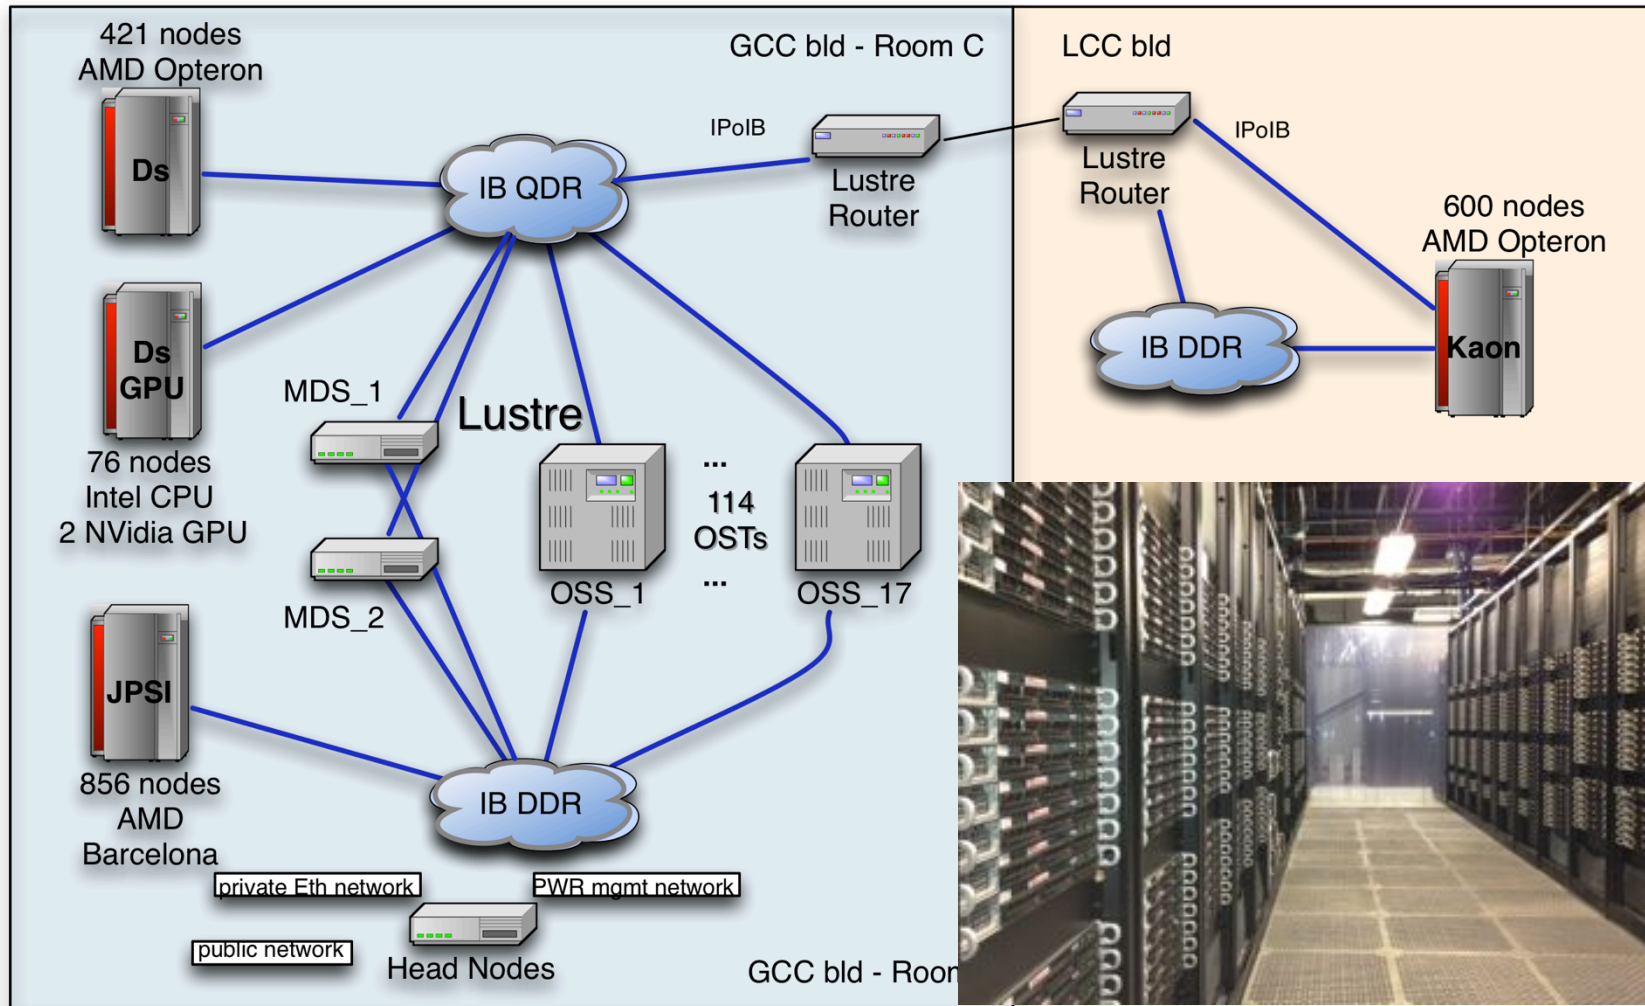 421 nodes
AMD Opteron
Ds
GCC bld - Room C
LCC bld
IPoIB
IB QDR
Lustre
Router
Lustre
Router
IPoIB
600 nodes
AMD Opteron
Kaon
IB DDR
Ds
GPU
76 nodes
Intel CPU
2 NVidia GPU
MDS_1
Lustre
MDS_2
...
114
OSTs
...
OSS_1
OSS_17
JPSI
856 nodes
AMD
Barcelona
IB DDR
private Eth network
PWR mgmt network
public network
Head Nodes
GCC bld -